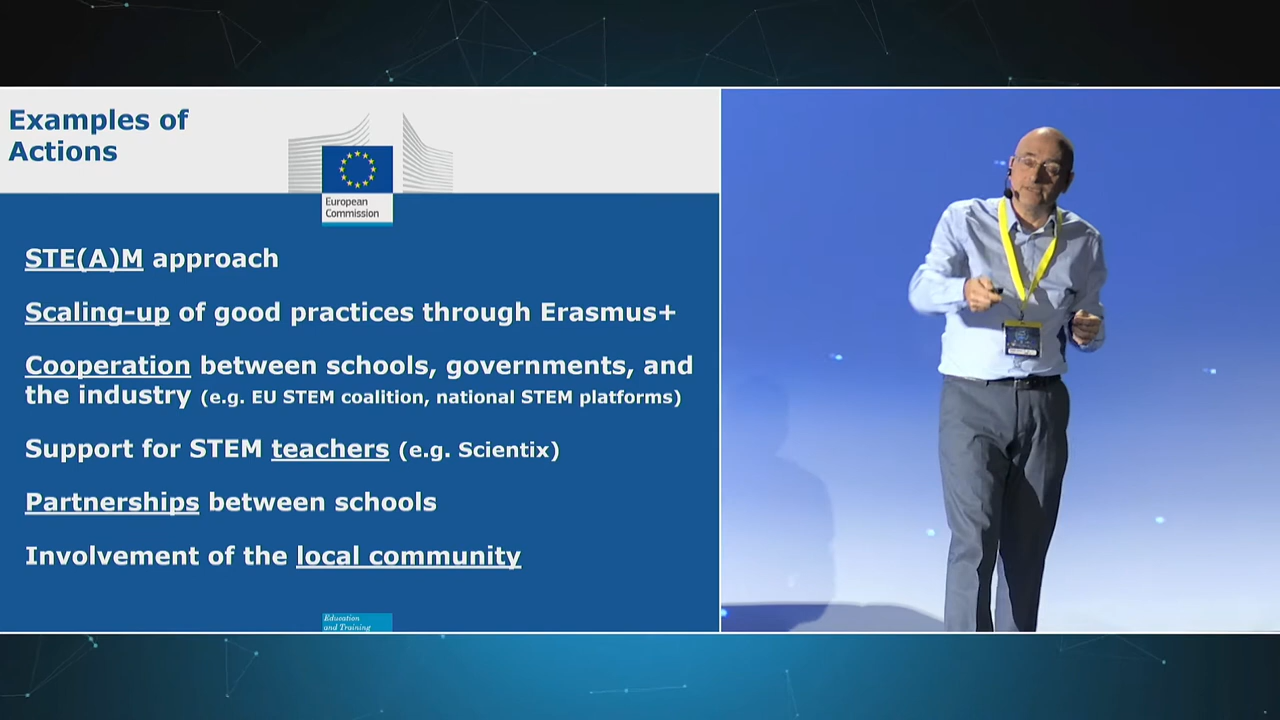 Examples of
Actions
European
Commission
STE(A)M approach
Scaling-up of good practices through Erasmus+
Cooperation between schools, governments, and
the industry (e.g. EU STEM coalition, national STEM platforms)
Support for STEM teachers (e.g. Scientix)
Partnerships between schools
Involvement of the local community
Education
and Training